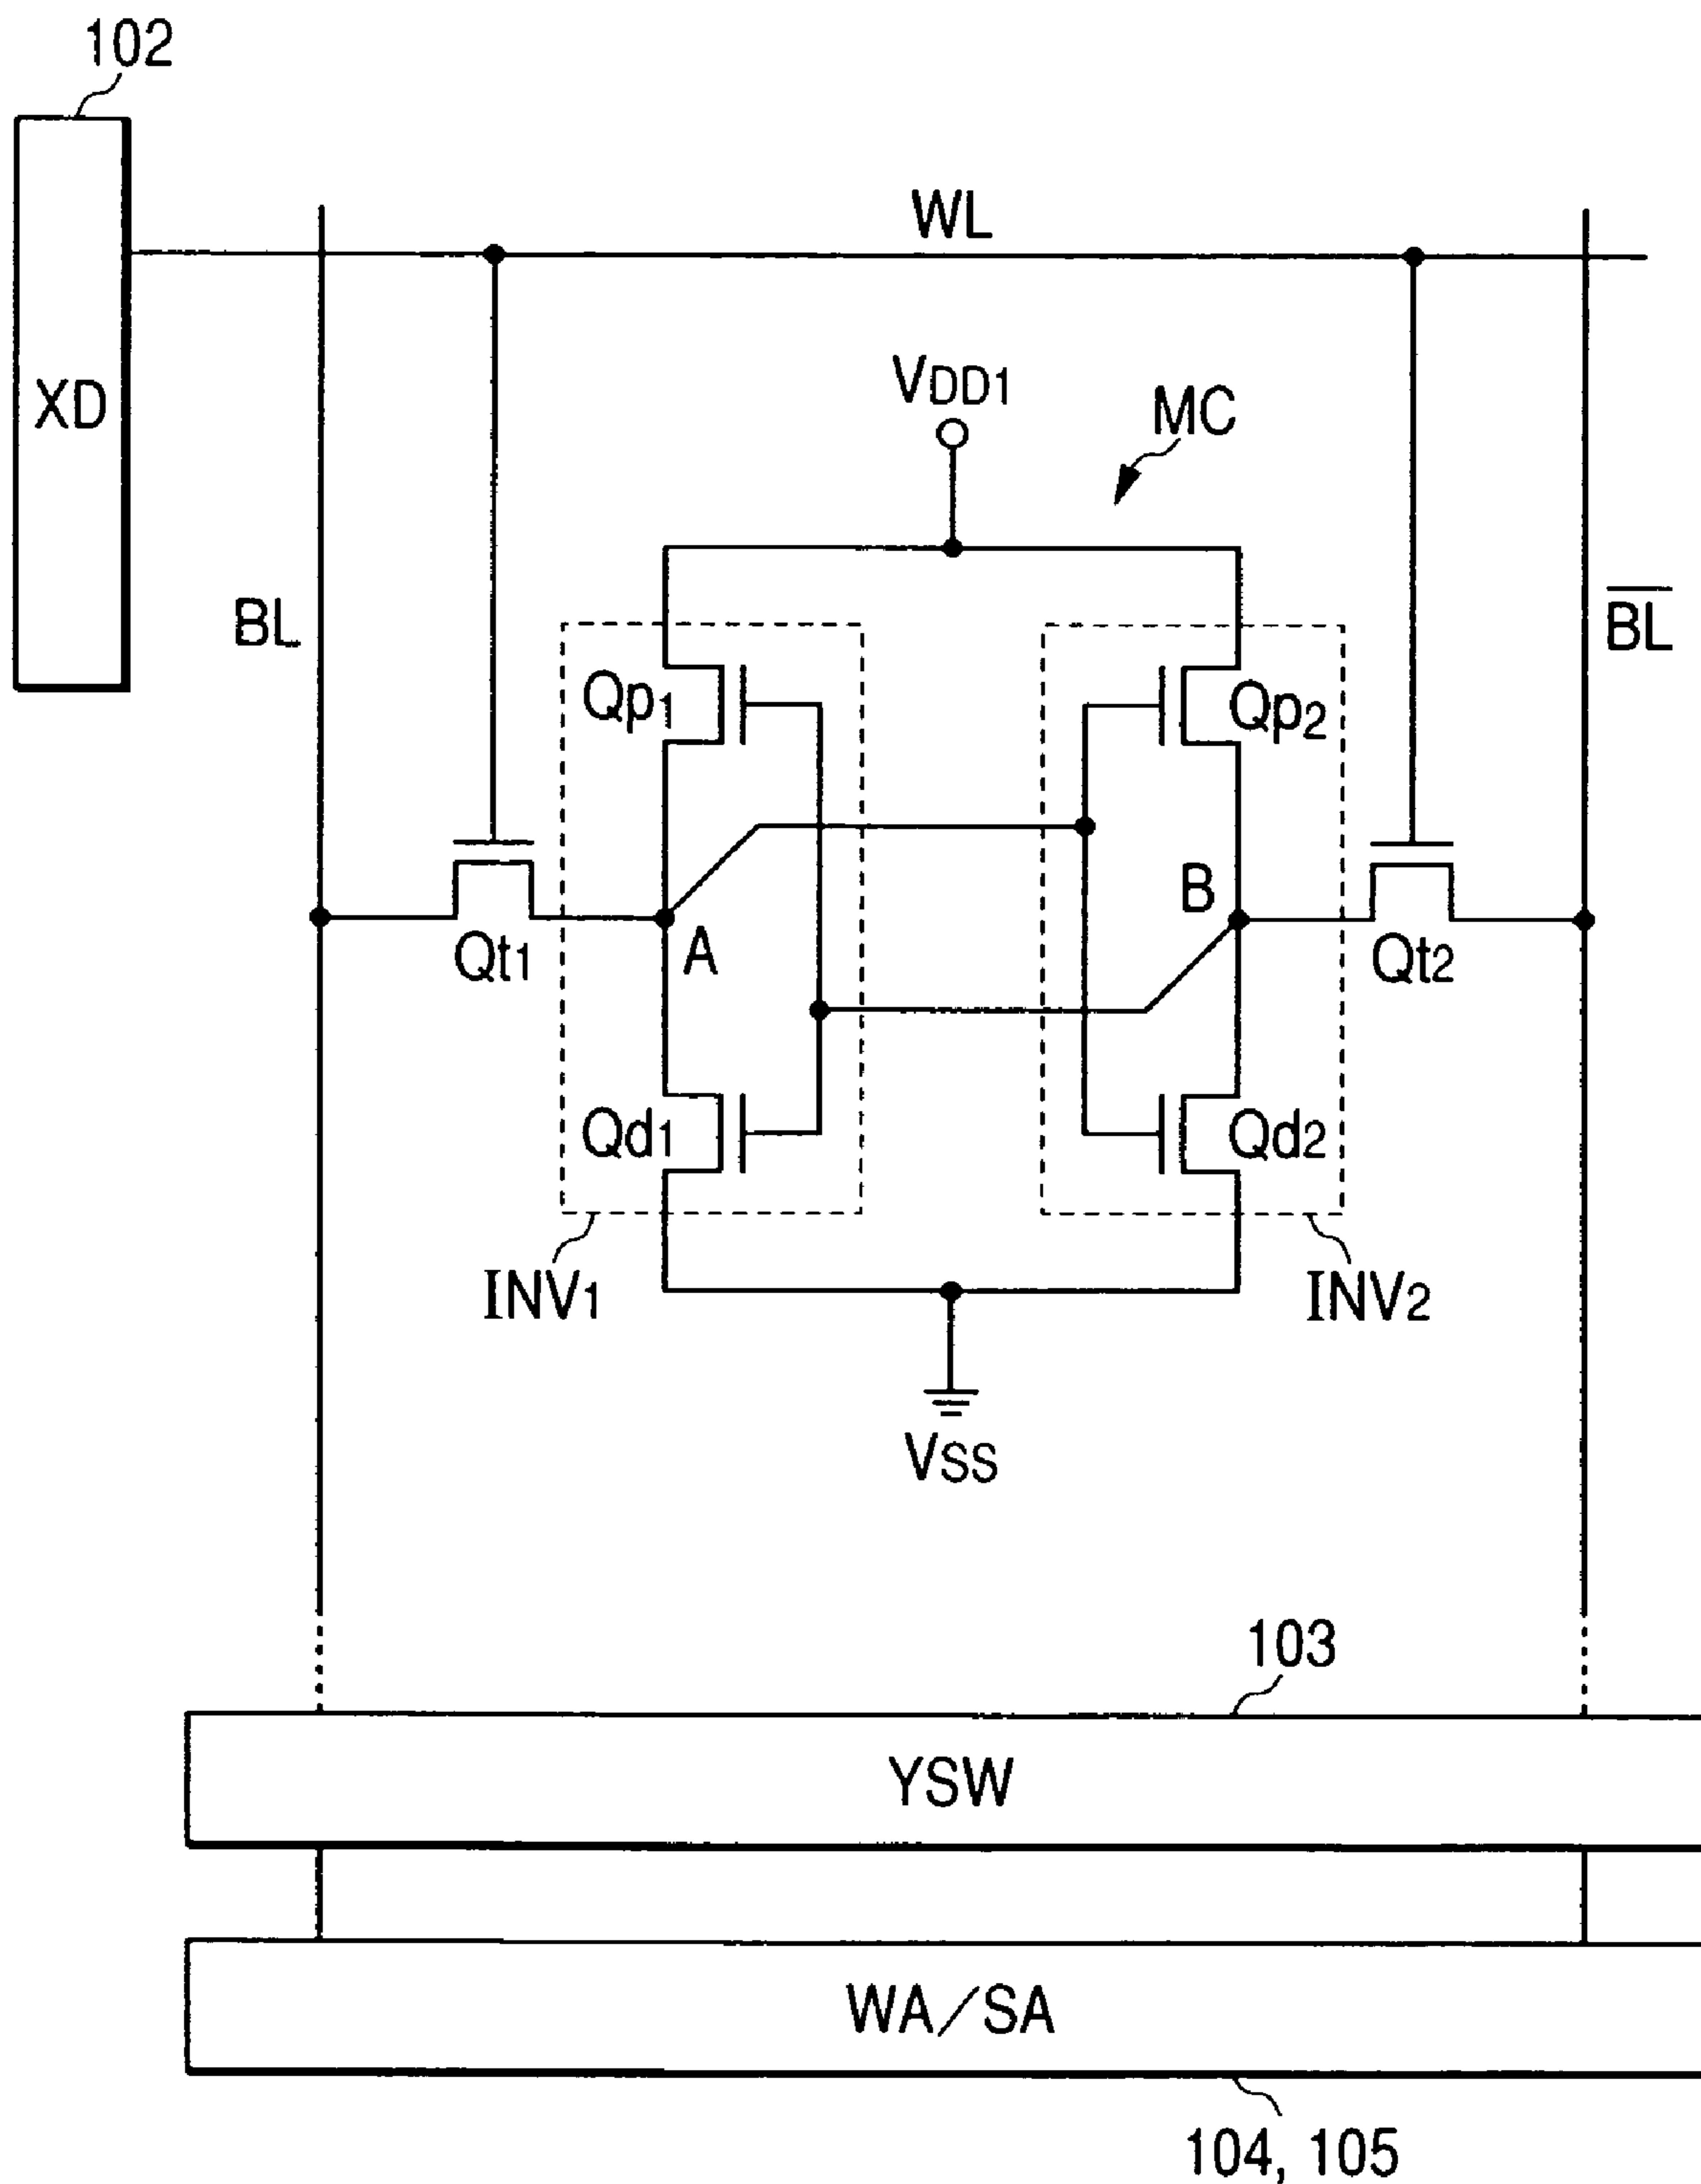 102
WL
XD
VDD1
MC
BL
B̅L̅
Qp1
Qp2
B
A
Qt1
Qt2
Qd1
Qd2
INV1
INV2
VSS
103
YSW
WA/SA
104, 105